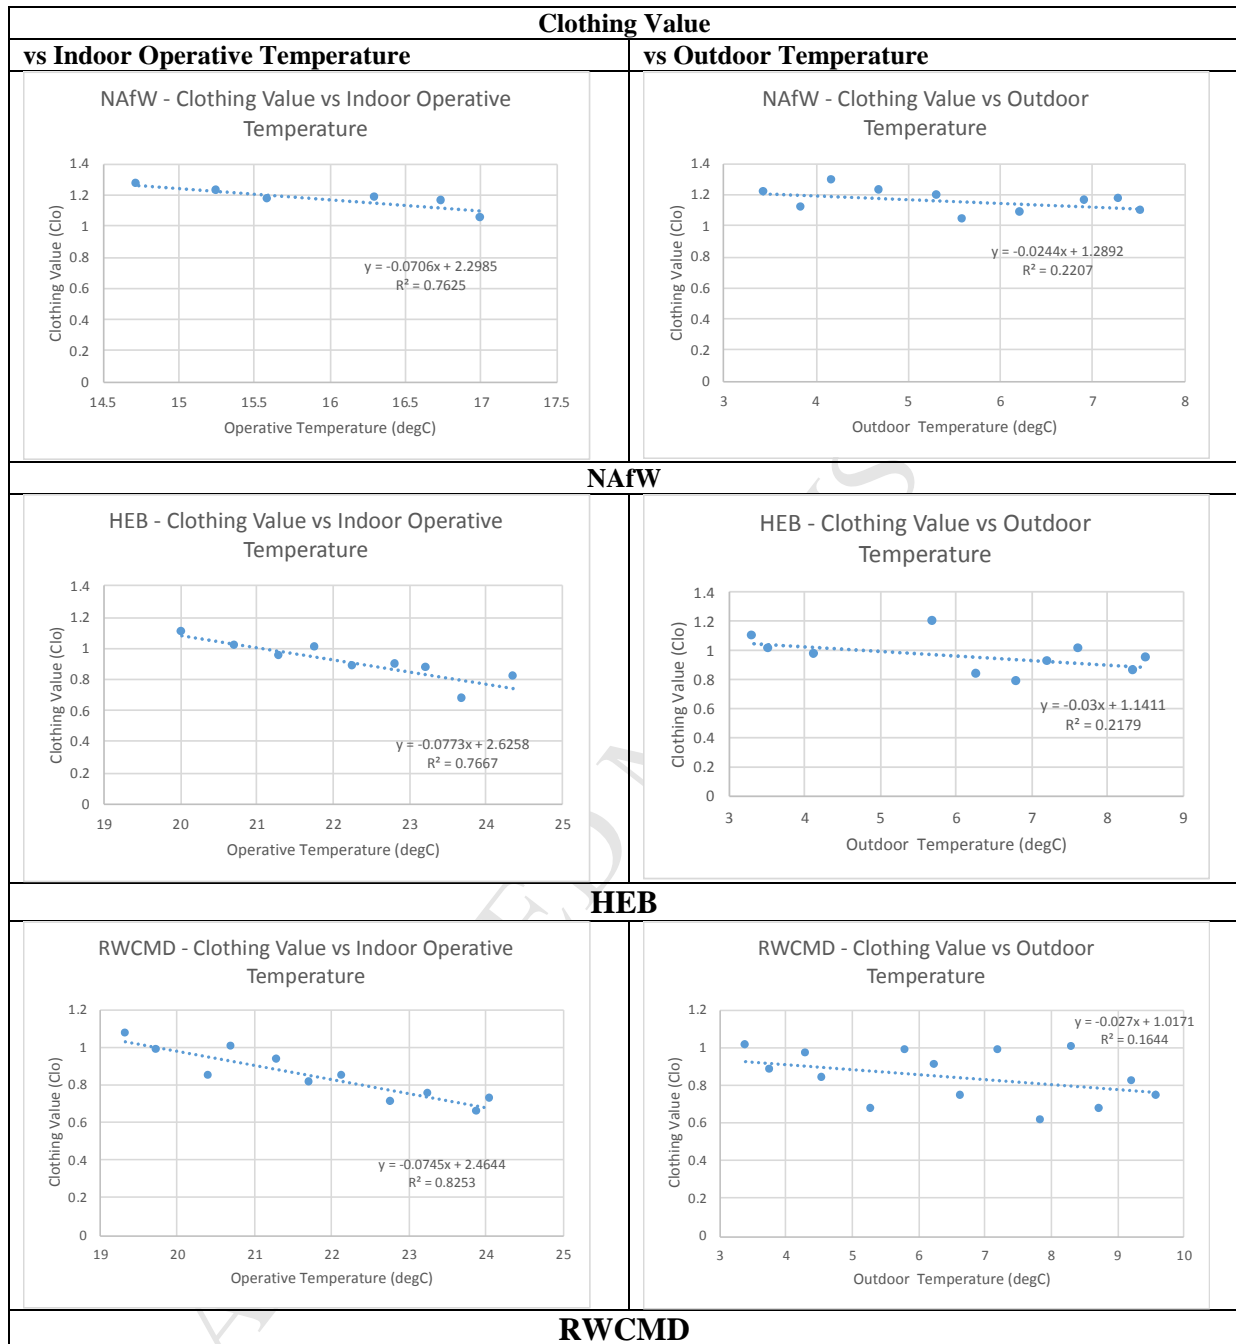 Clothing Value
vs Indoor Operative Temperature
vs Outdoor Temperature
NAfW - Clothing Value vs Indoor Operative
Temperature
1.4
1.2
1
0.8
0.6
0.4
0.2
0
Clothing Value (Clo)
y = -0.0706x + 2.2985
R² = 0.7625
14.5 15 15.5 16 16.5 17 17.5
Operative Temperature (degC)
NAfW - Clothing Value vs Outdoor
Temperature
1.4
1.2
1
0.8
0.6
0.4
0.2
0
Clothing Value (Clo)
y = -0.0244x + 1.2892
R² = 0.2207
3 4 5 6 7 8
Outdoor Temperature (degC)
NAfW
HEB - Clothing Value vs Indoor Operative
Temperature
1.4
1.2
1
0.8
0.6
0.4
0.2
0
Clothing Value (Clo)
y = -0.0773x + 2.6258
R² = 0.7667
19 20 21 22 23 24 25
Operative Temperature (degC)
HEB - Clothing Value vs Outdoor
Temperature
1.4
1.2
1
0.8
0.6
0.4
0.2
0
Clothing Value (Clo)
y = -0.03x + 1.1411
R² = 0.2179
3 4 5 6 7 8 9
Outdoor Temperature (degC)
HEB
RWCMD - Clothing Value vs Indoor Operative
Temperature
1.2
1
0.8
0.6
0.4
0.2
0
Clothing Value (Clo)
y = -0.0745x + 2.4644
R² = 0.8253
19 20 21 22 23 24 25
Operative Temperature (degC)
RWCMD - Clothing Value vs Outdoor
Temperature
1.2
1
0.8
0.6
0.4
0.2
0
Clothing Value (Clo)
y = -0.027x + 1.0171
R² = 0.1644
3 4 5 6 7 8 9 10
Outdoor Temperature (degC)
RWCMD